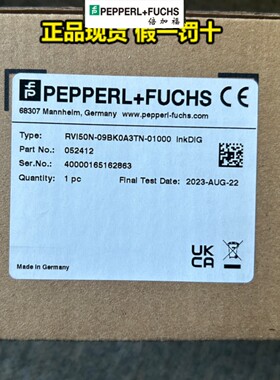 PEPPERL+FUCHS
倍加福
正品现货 假一罚十
PEPPERL+FUCHS CE
68307 Mannheim, Germany www.pepperl-fuchs.com
Type: RVI50N-09BK0A3TN-01000 InkDIG
Part No.: 052412
Ser.No.: 40000165162863
Quantity: 1 pc Final Test Date: 2023-AUG-22
UK
CA
Made in Germany